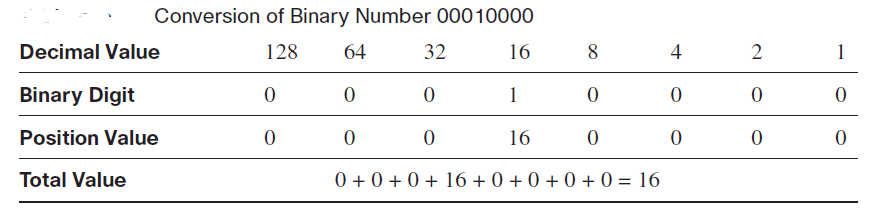 Conversion of Binary Number 00010000
Decimal Value 128 64 32 16 8 4 2 1
Binary Digit 0 0 0 1 0 0 0 0
Position Value 0 0 0 16 0 0 0 0
Total Value 0 + 0 + 0 + 16 + 0 + 0 + 0 + 0 = 16